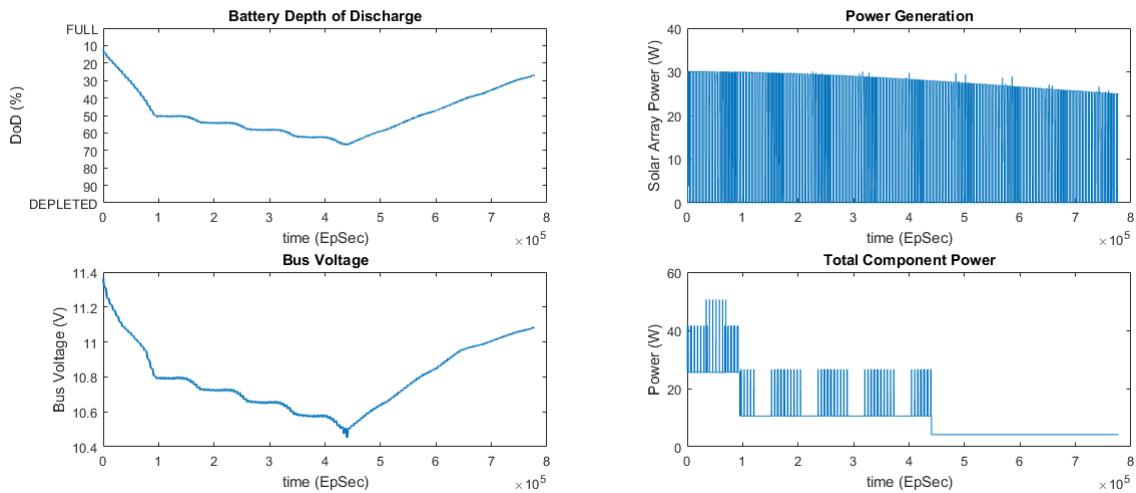 Battery Depth of Discharge
FULL
10
20
30
40
50
60
70
80
90
DEPLETED
DoD (%)
0 1 2 3 4 5 6 7 8
time (EpSec)
×10^5
Power Generation
40
30
20
10
0
Solar Array Power (W)
0 1 2 3 4 5 6 7 8
time (EpSec)
×10^5
Bus Voltage
11.4
11.2
11
10.8
10.6
10.4
Bus Voltage (V)
0 1 2 3 4 5 6 7 8
time (EpSec)
×10^5
Total Component Power
60
40
20
0
Power (W)
0 1 2 3 4 5 6 7 8
time (EpSec)
×10^5